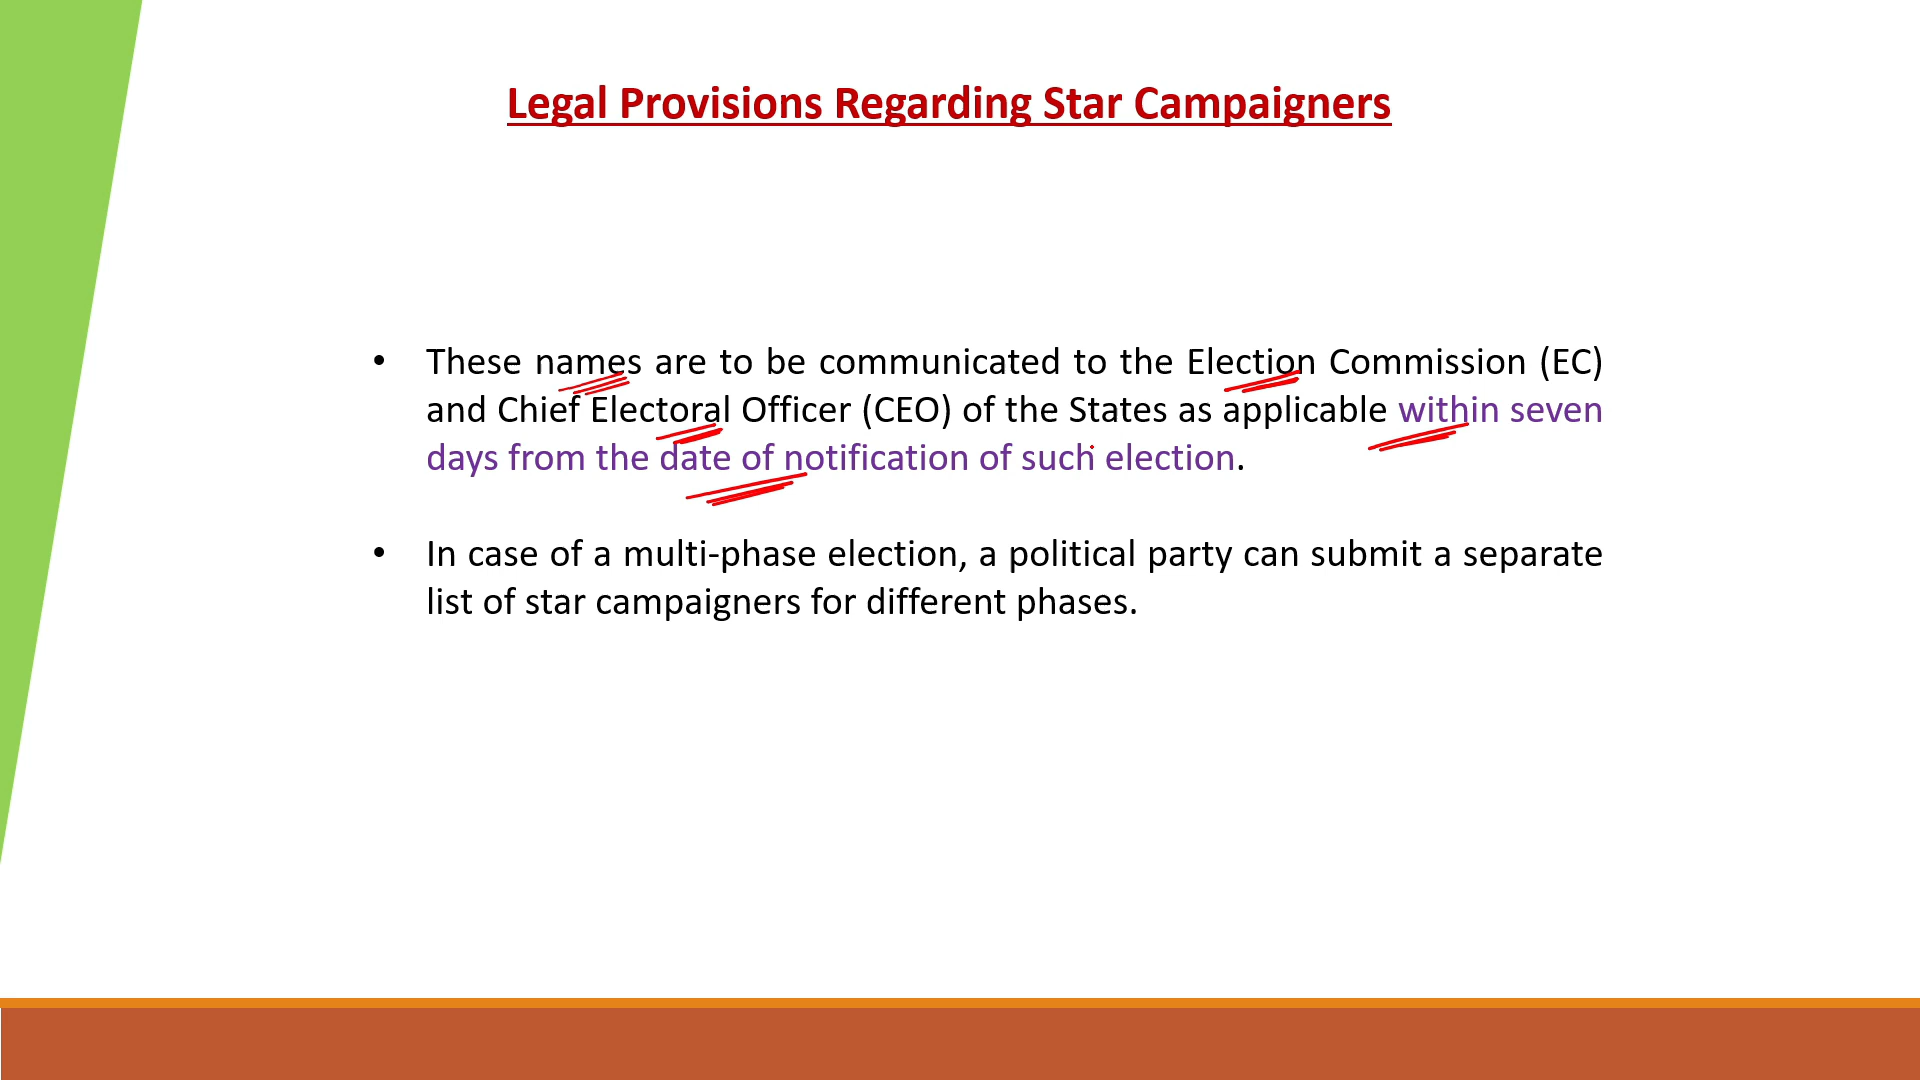 Legal Provisions Regarding Star Campaigners
• These names are to be communicated to the Election Commission (EC)
and Chief Electoral Officer (CEO) of the States as applicable within seven
days from the date of notification of such election.
• In case of a multi-phase election, a political party can submit a separate
list of star campaigners for different phases.